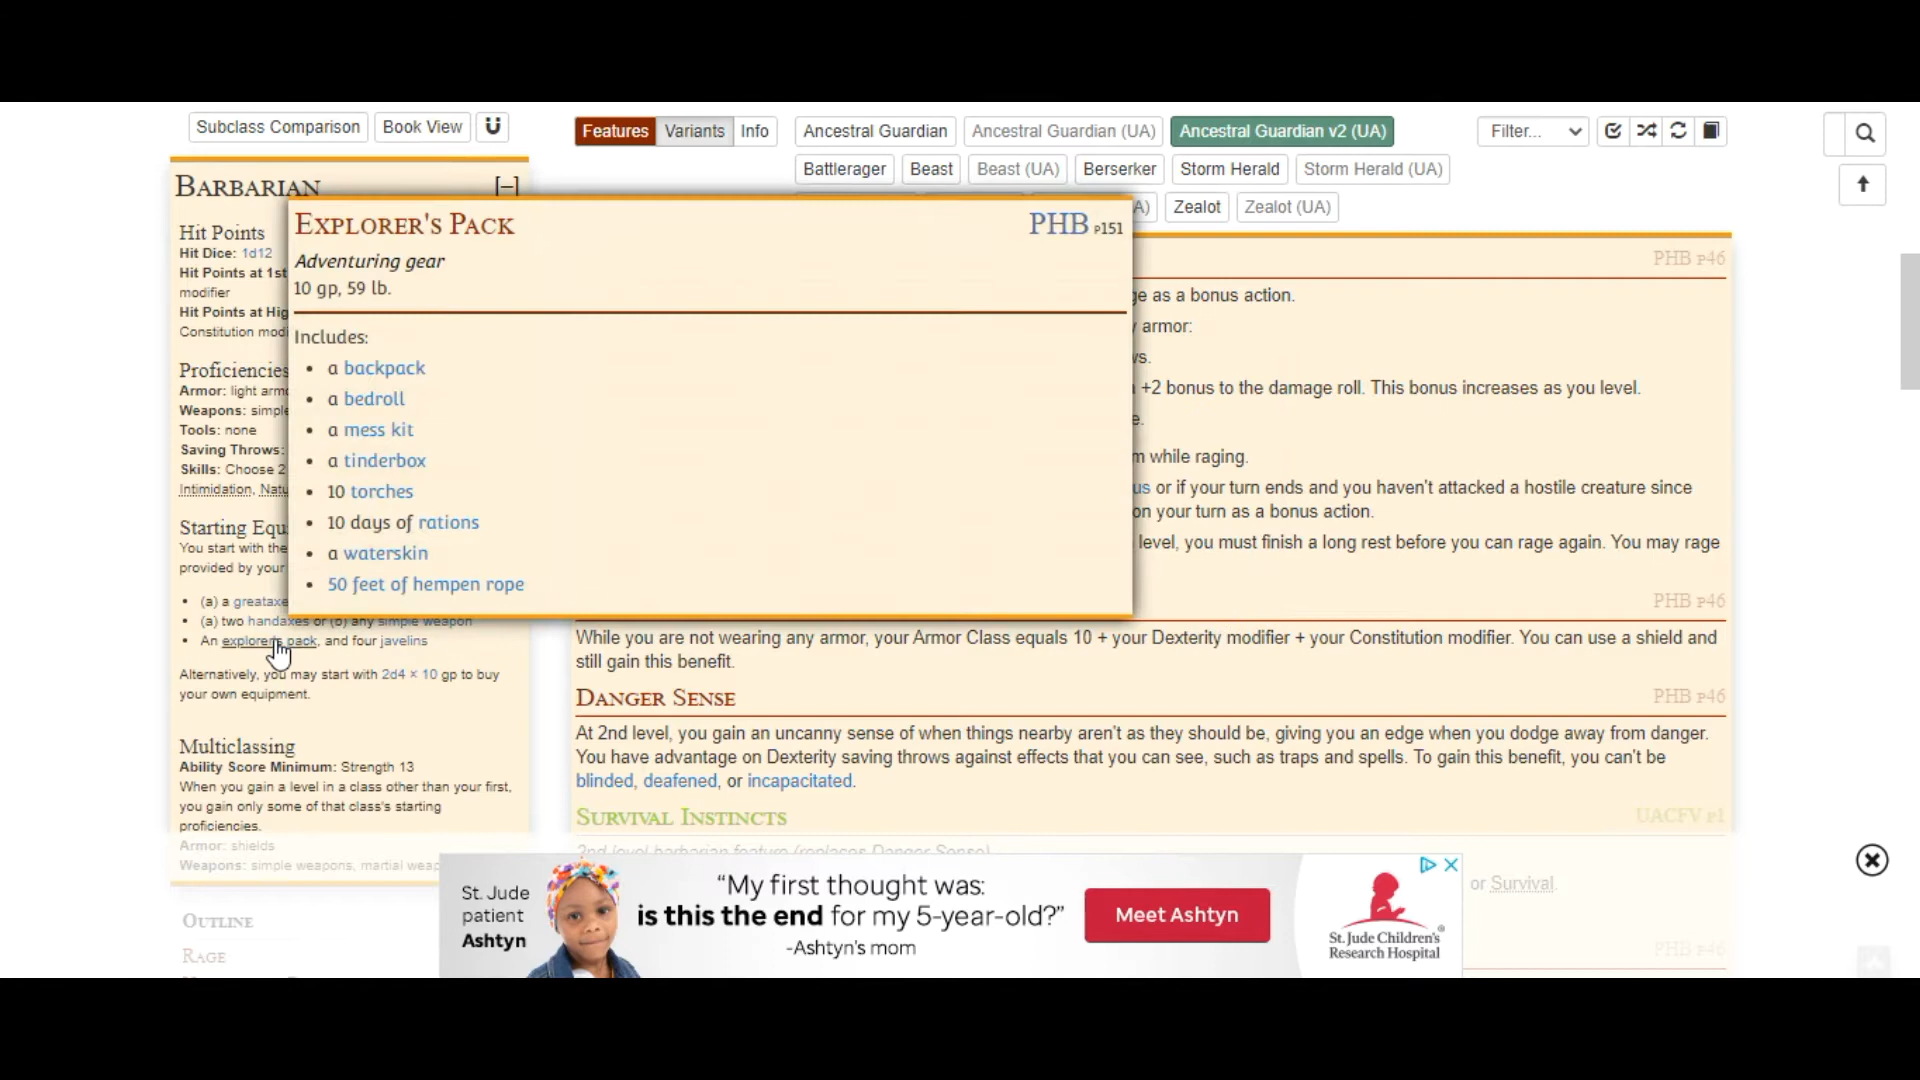 Subclass Comparison
Book View
Features
Variants
Info
Ancestral Guardian
Ancestral Guardian (UA)
Ancestral Guardian v2 (UA)
Filter...
Battlerager
Beast
Beast (UA)
Berserker
Storm Herald
Storm Herald (UA)
A)
Zealot
Zealot (UA)
BARBARIAN
[–]
Hit Points
Hit Dice: 1d12
Hit Points at 1st
modifier
Hit Points at Hig
Constitution modi
Proficiencies
Armor: light armo
Weapons: simple
Tools: none
Saving Throws:
Skills: Choose 2
Intimidation, Natu
Starting Equ
You start with the
provided by your
• (a) a greataxe
• (a) two handaxes or (b) any simple weapon
• An explorer's pack, and four javelins
Alternatively, you may start with 2d4 × 10 gp to buy
your own equipment.
Multiclassing
Ability Score Minimum: Strength 13
When you gain a level in a class other than your first,
you gain only some of that class's starting
proficiencies.
Armor: shields
Weapons: simple weapons, martial weap
OUTLINE
RAGE
EXPLORER'S PACK
PHB P151
Adventuring gear
10 gp, 59 lb.
Includes:
• a backpack
• a bedroll
• a mess kit
• a tinderbox
• 10 torches
• 10 days of rations
• a waterskin
• 50 feet of hempen rope
PHB P46
ge as a bonus action.
armor:
ws.
+2 bonus to the damage roll. This bonus increases as you level.
e.
m while raging.
us or if your turn ends and you haven't attacked a hostile creature since
on your turn as a bonus action.
level, you must finish a long rest before you can rage again. You may rage
PHB P46
While you are not wearing any armor, your Armor Class equals 10 + your Dexterity modifier + your Constitution modifier. You can use a shield and
still gain this benefit.
DANGER SENSE
PHB P46
At 2nd level, you gain an uncanny sense of when things nearby aren't as they should be, giving you an edge when you dodge away from danger.
You have advantage on Dexterity saving throws against effects that you can see, such as traps and spells. To gain this benefit, you can't be
blinded, deafened, or incapacitated.
SURVIVAL INSTINCTS
UACFV P1
2nd-level barbarian feature (replaces Danger Sense)
or Survival.
PHB P46
St. Jude
patient
Ashtyn
“My first thought was:
is this the end for my 5-year-old?”
-Ashtyn's mom
Meet Ashtyn
St. Jude Children's®
Research Hospital